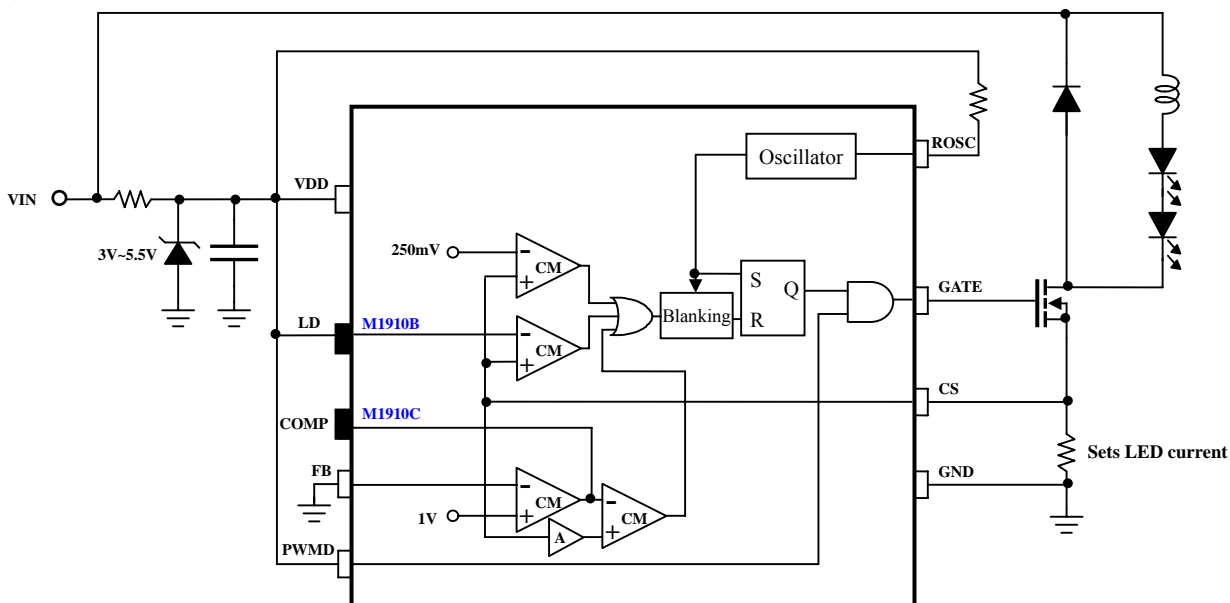 ROSC
Oscillator
VDD
VIN
3V~5.5V
250mV
CM
S
Q
R
GATE
Blanking
LD
M1910B
CM
CS
M1910C
COMP
Sets LED current
FB
GND
CM
1V
CM
A
PWMD